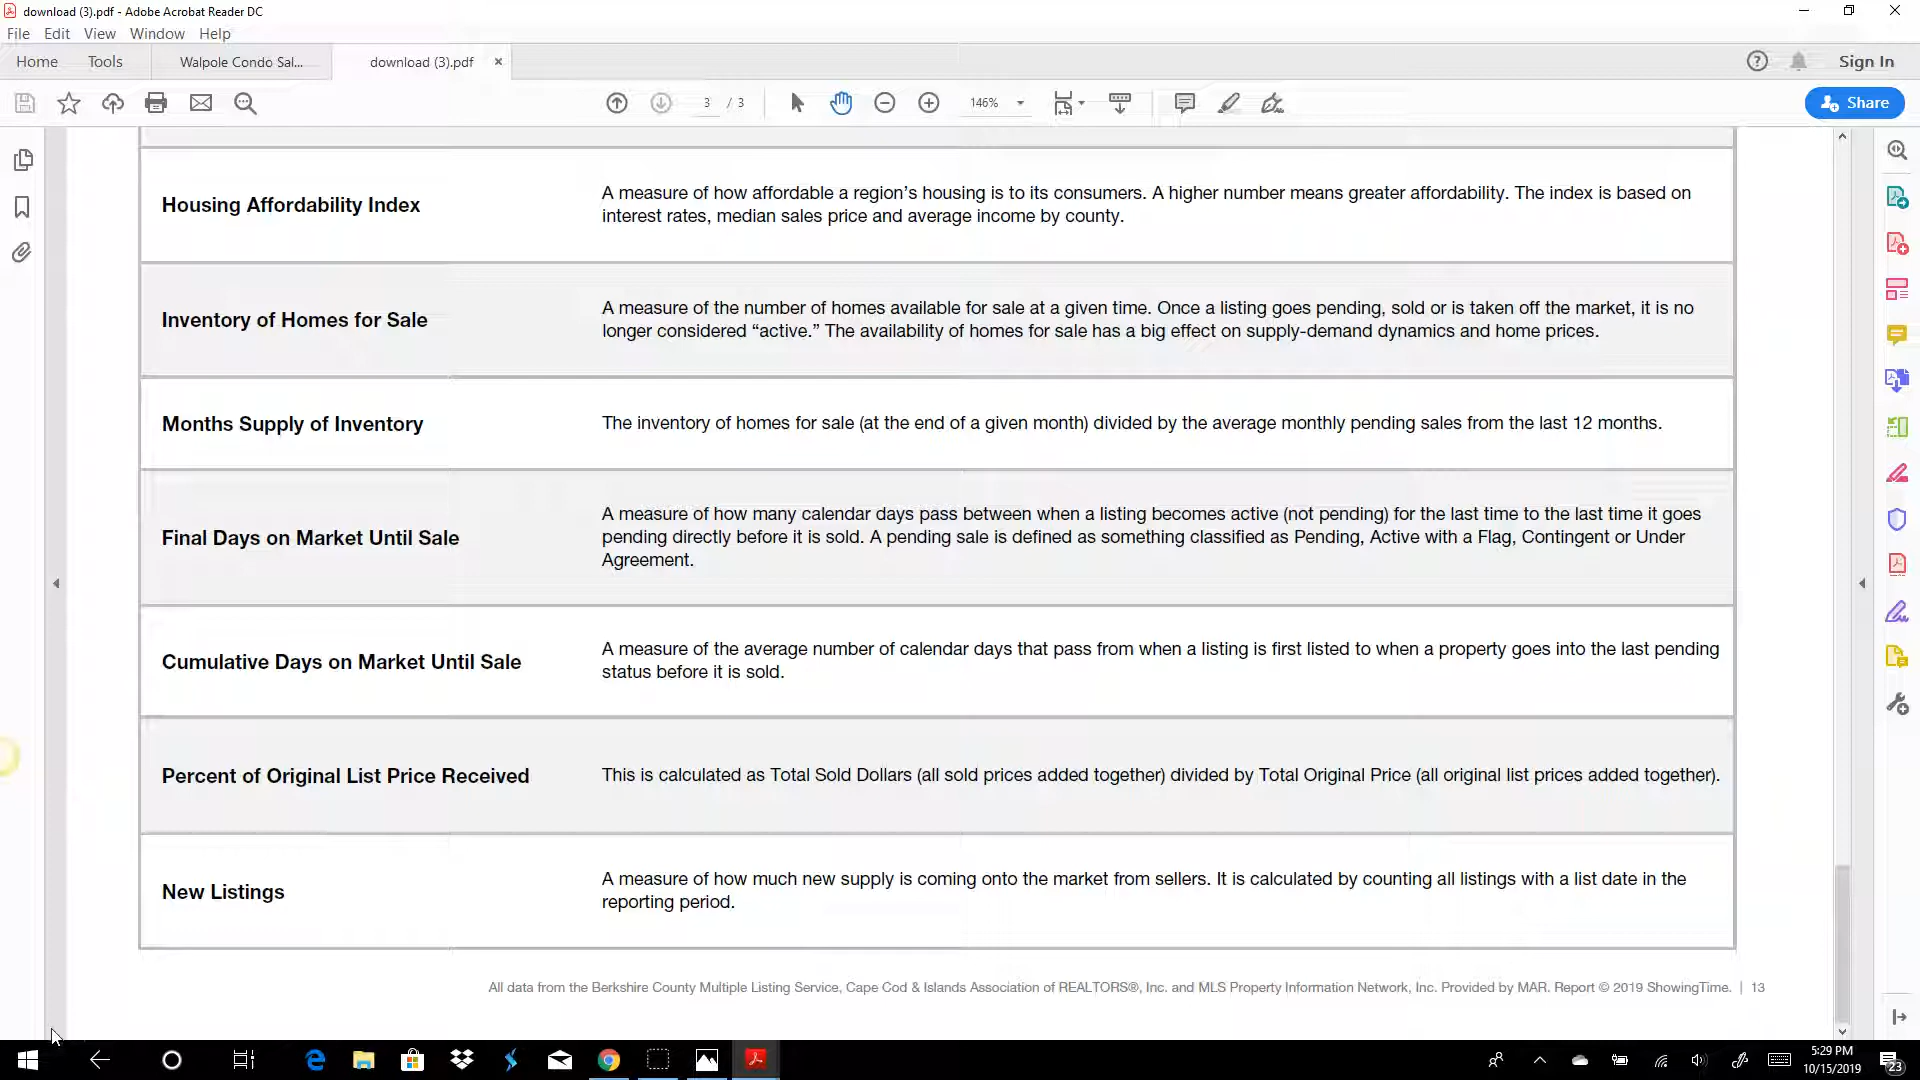 download (3).pdf - Adobe Acrobat Reader DC
File Edit View Window Help
Home Tools Walpole Condo Sal... download (3).pdf × Sign In
3 / 3 146% Share
Housing Affordability Index
A measure of how affordable a region’s housing is to its consumers. A higher number means greater affordability. The index is based on
interest rates, median sales price and average income by county.
Inventory of Homes for Sale
A measure of the number of homes available for sale at a given time. Once a listing goes pending, sold or is taken off the market, it is no
longer considered “active.” The availability of homes for sale has a big effect on supply-demand dynamics and home prices.
Months Supply of Inventory
The inventory of homes for sale (at the end of a given month) divided by the average monthly pending sales from the last 12 months.
Final Days on Market Until Sale
A measure of how many calendar days pass between when a listing becomes active (not pending) for the last time to the last time it goes
pending directly before it is sold. A pending sale is defined as something classified as Pending, Active with a Flag, Contingent or Under
Agreement.
Cumulative Days on Market Until Sale
A measure of the average number of calendar days that pass from when a listing is first listed to when a property goes into the last pending
status before it is sold.
Percent of Original List Price Received
This is calculated as Total Sold Dollars (all sold prices added together) divided by Total Original Price (all original list prices added together).
New Listings
A measure of how much new supply is coming onto the market from sellers. It is calculated by counting all listings with a list date in the
reporting period.
All data from the Berkshire County Multiple Listing Service, Cape Cod & Islands Association of REALTORS®, Inc. and MLS Property Information Network, Inc. Provided by MAR. Report © 2019 ShowingTime. | 13
5:29 PM
10/15/2019
23